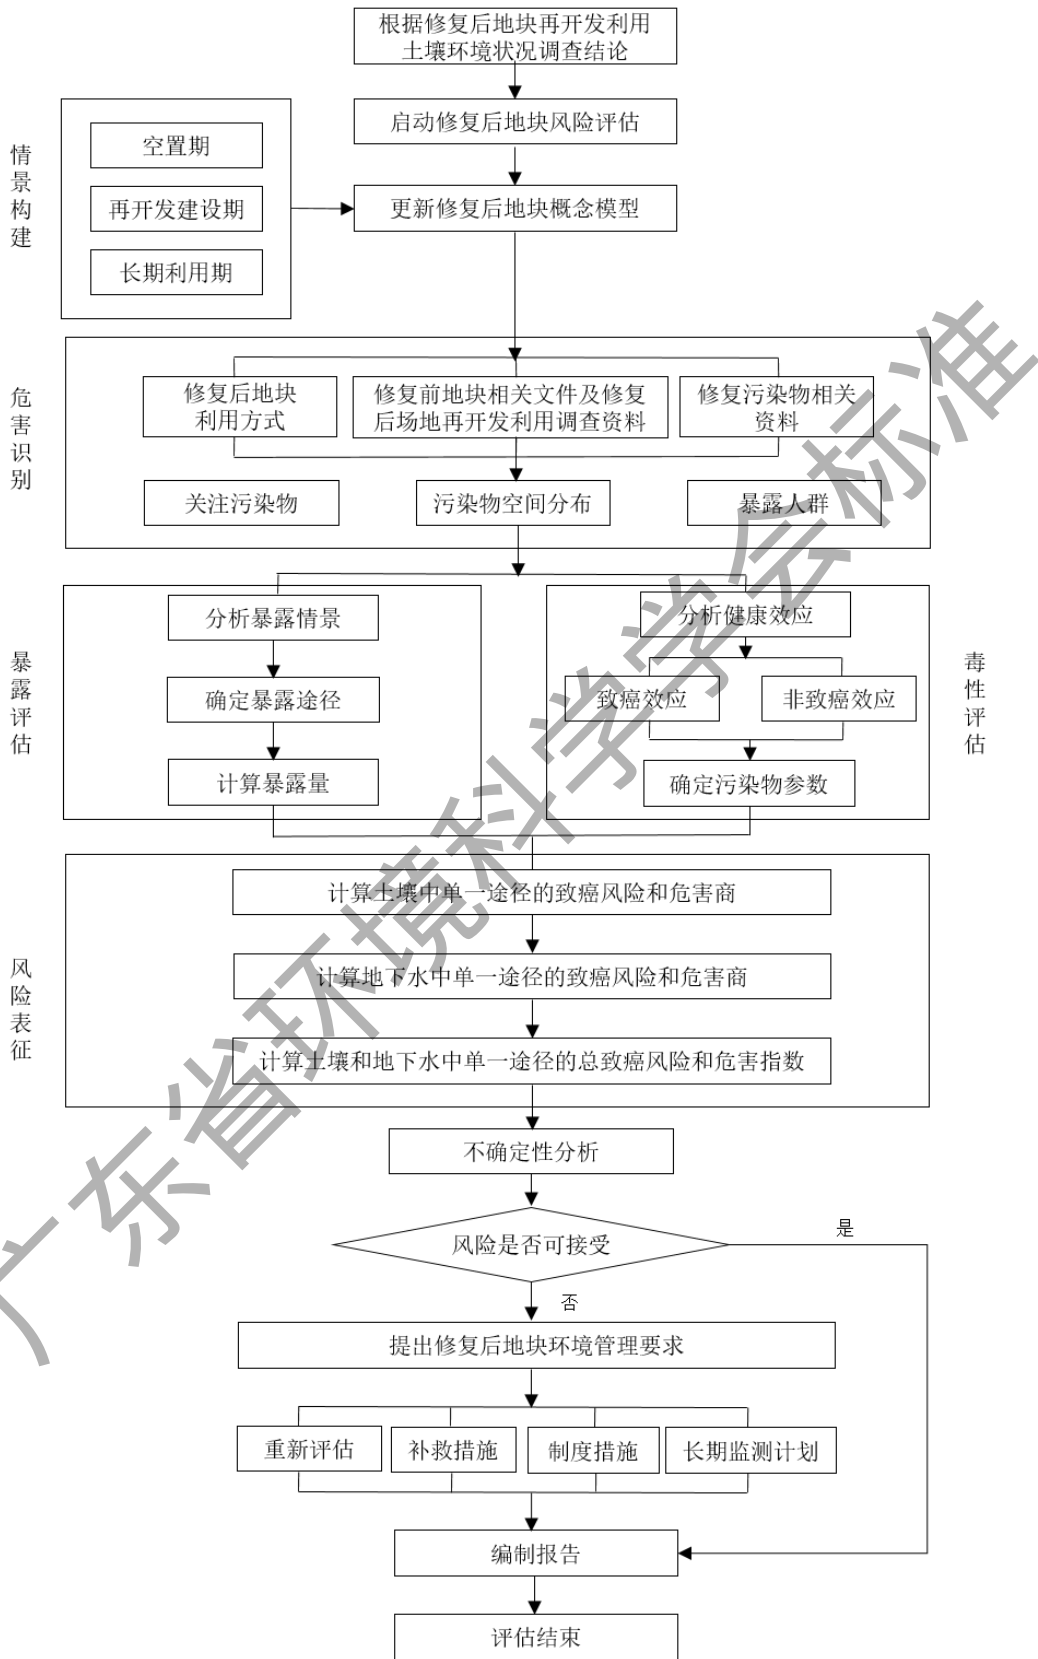 根据修复后地块再开发利用
土壤环境状况调查结论
启动修复后地块风险评估
情景构建
空置期
再开发建设期
长期利用期
更新修复后地块概念模型
危害识别
修复后地块
利用方式
修复前地块相关文件及修复
后场地再开发利用调查资料
修复污染物相关
资料
关注污染物
污染物空间分布
暴露人群
暴露评估
分析暴露情景
确定暴露途径
计算暴露量
毒性评估
分析健康效应
致癌效应
非致癌效应
确定污染物参数
风险表征
计算土壤中单一途径的致癌风险和危害商
计算地下水中单一途径的致癌风险和危害商
计算土壤和地下水中单一途径的总致癌风险和危害指数
不确定性分析
风险是否可接受
是
否
提出修复后地块环境管理要求
重新评估
补救措施
制度措施
长期监测计划
编制报告
评估结束
广东省环境科学学会标准